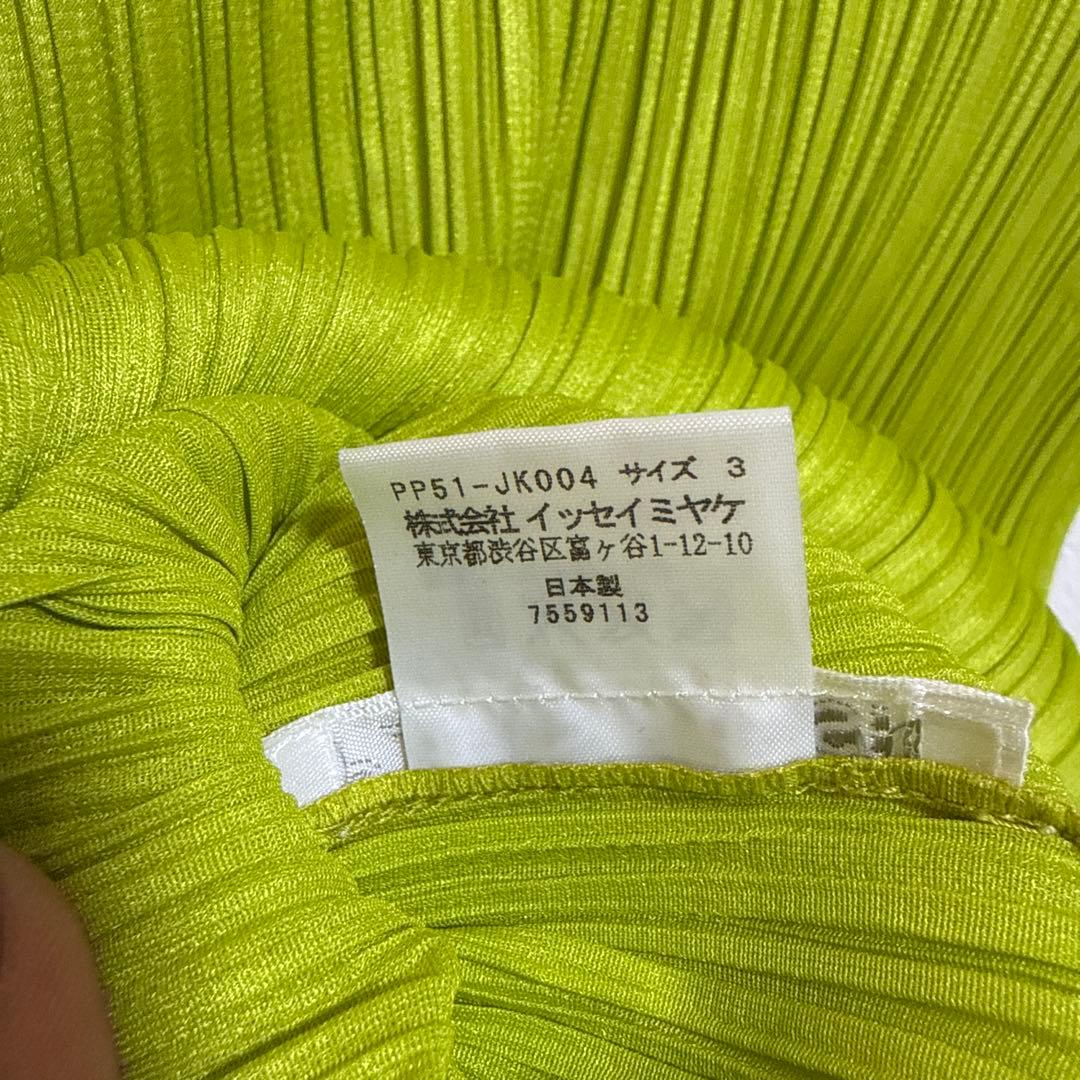 PP51-JK004 サイズ 3
株式会社 イッセイミヤケ
東京都渋谷区富ヶ谷1-12-10
日本製
7559113